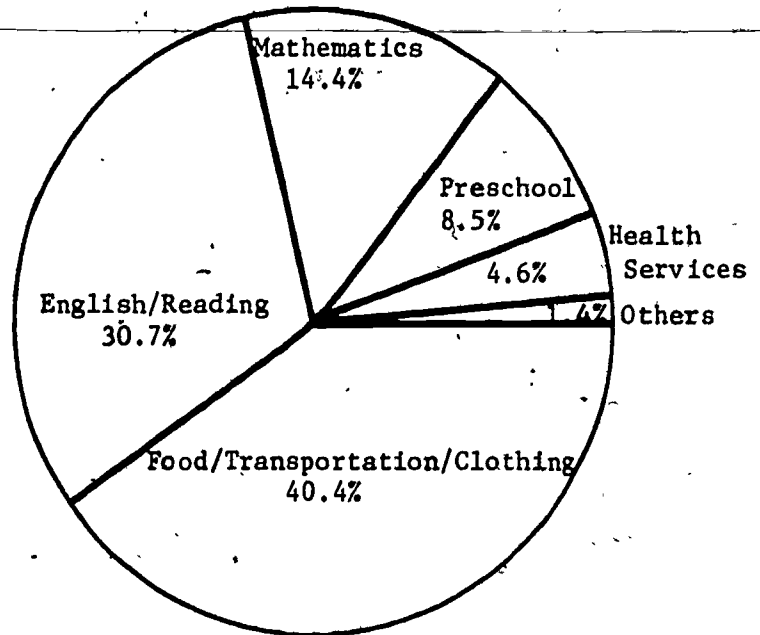 Mathematics
14.4%
Preschool
8.5%
Health
Services
4.6%
English/Reading
30.7%
1.4% Others
Food/Transportation/Clothing
40.4%